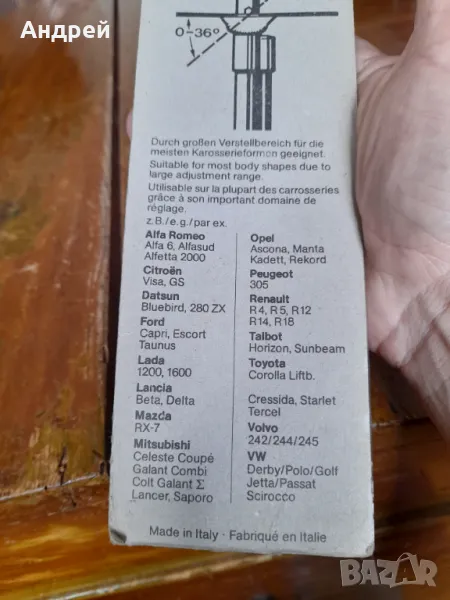 Андрей
0-36°
Durch großen Verstellbereich für die
meisten Karosserieformen geeignet.
Suitable for most body shapes due to
large adjustment range.
Utilisable sur la plupart des carrosseries
grâce à son important domaine de
réglage.
z.B./e.g./par ex.
Alfa Romeo
Alfa 6, Alfasud
Alfetta 2000
Citroën
Visa, GS
Datsun
Bluebird, 280 ZX
Ford
Capri, Escort
Taunus
Lada
1200, 1600
Lancia
Beta, Delta
Mazda
RX-7
Mitsubishi
Celeste Coupé
Galant Combi
Colt Galant Σ
Lancer, Saporo
Opel
Ascona, Manta
Kadett, Rekord
Peugeot
305
Renault
R4, R5, R12
R14, R18
Talbot
Horizon, Sunbeam
Toyota
Corolla Liftb.
Cressida, Starlet
Tercel
Volvo
242/244/245
VW
Derby/Polo/Golf
Jetta/Passat
Scirocco
Made in Italy · Fabriqué en Italie
BAZAR